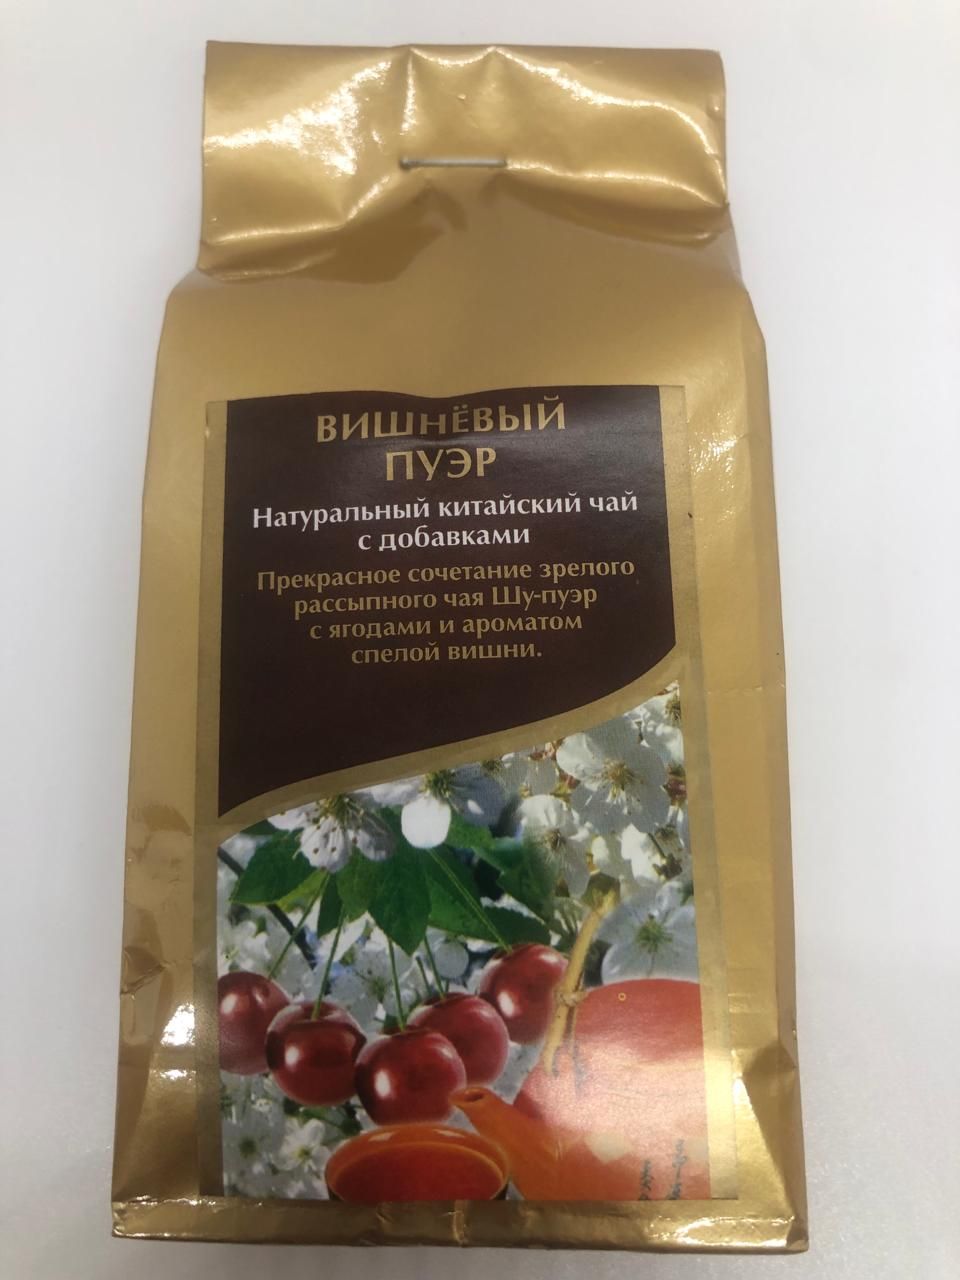 ВИШНЁВЫЙ
ПУЭР
Натуральный китайский чай
с добавками
Прекрасное сочетание зрелого
рассыпного чая Шу-пуэр
с ягодами и ароматом
спелой вишни.